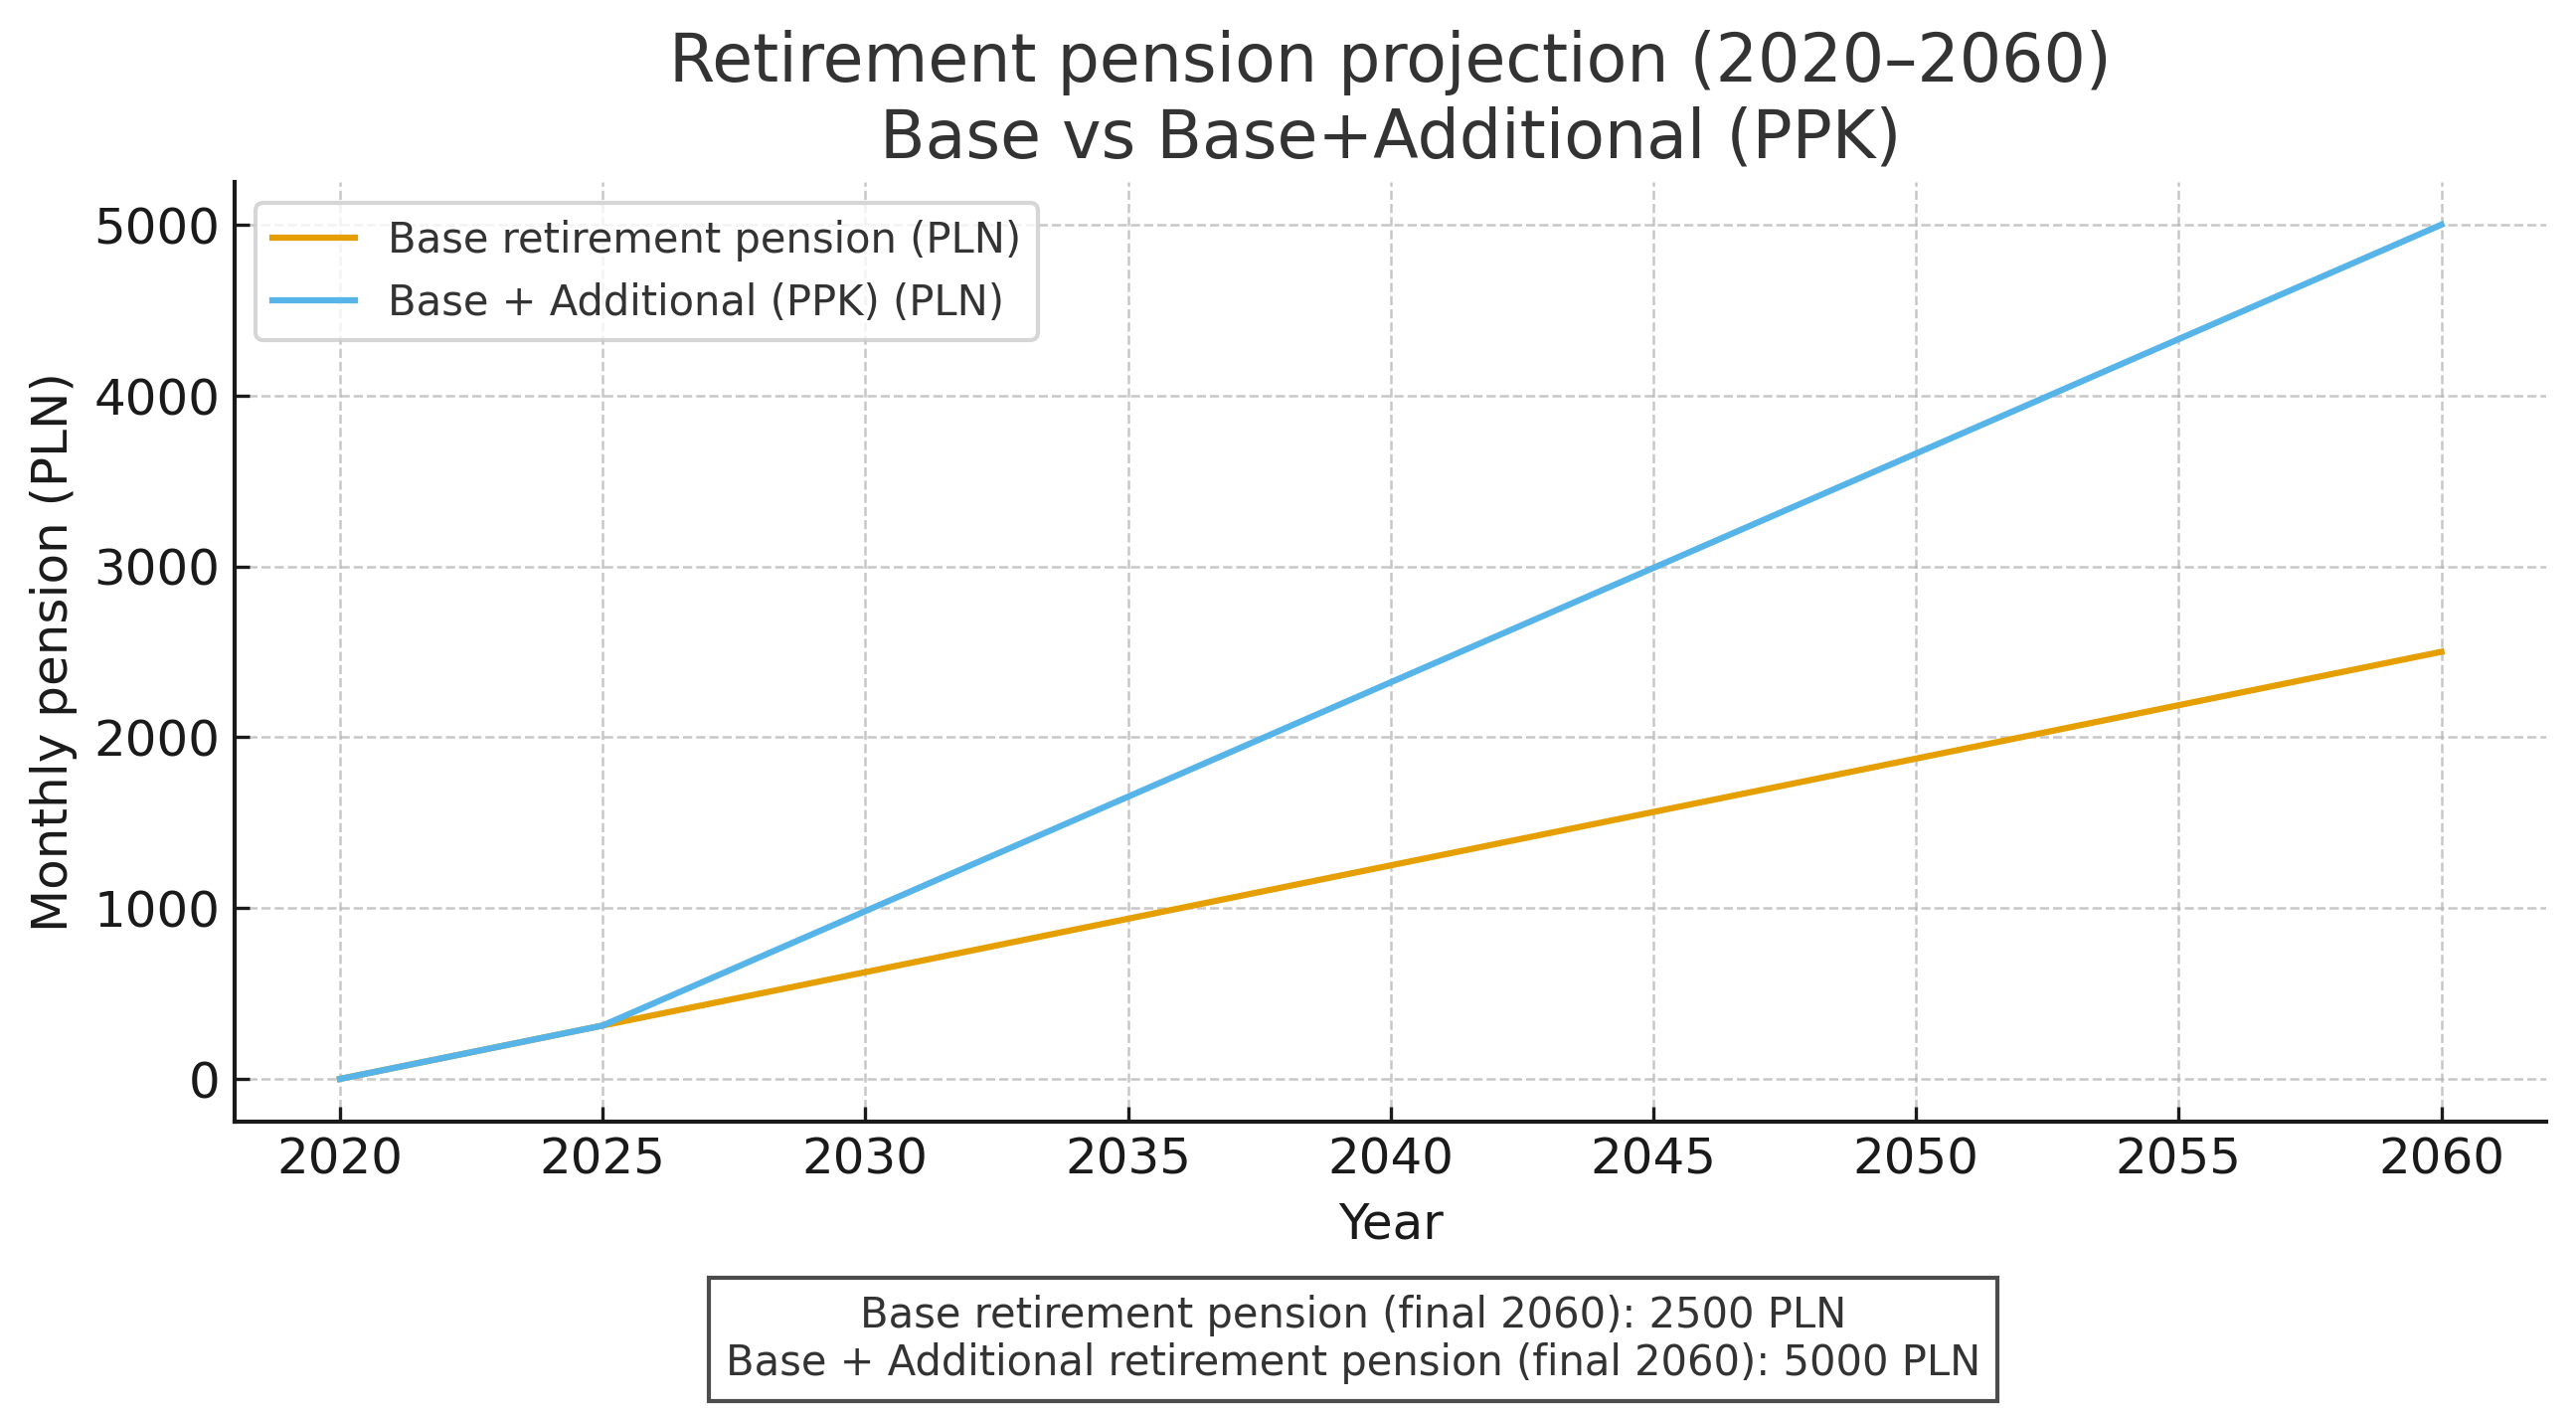 Retirement pension projection (2020–2060)
Base vs Base+Additional (PPK)
Base retirement pension (PLN)
Base + Additional (PPK) (PLN)
Monthly pension (PLN)
5000
4000
3000
2000
1000
0
2020 2025 2030 2035 2040 2045 2050 2055 2060
Year
Base retirement pension (final 2060): 2500 PLN
Base + Additional retirement pension (final 2060): 5000 PLN